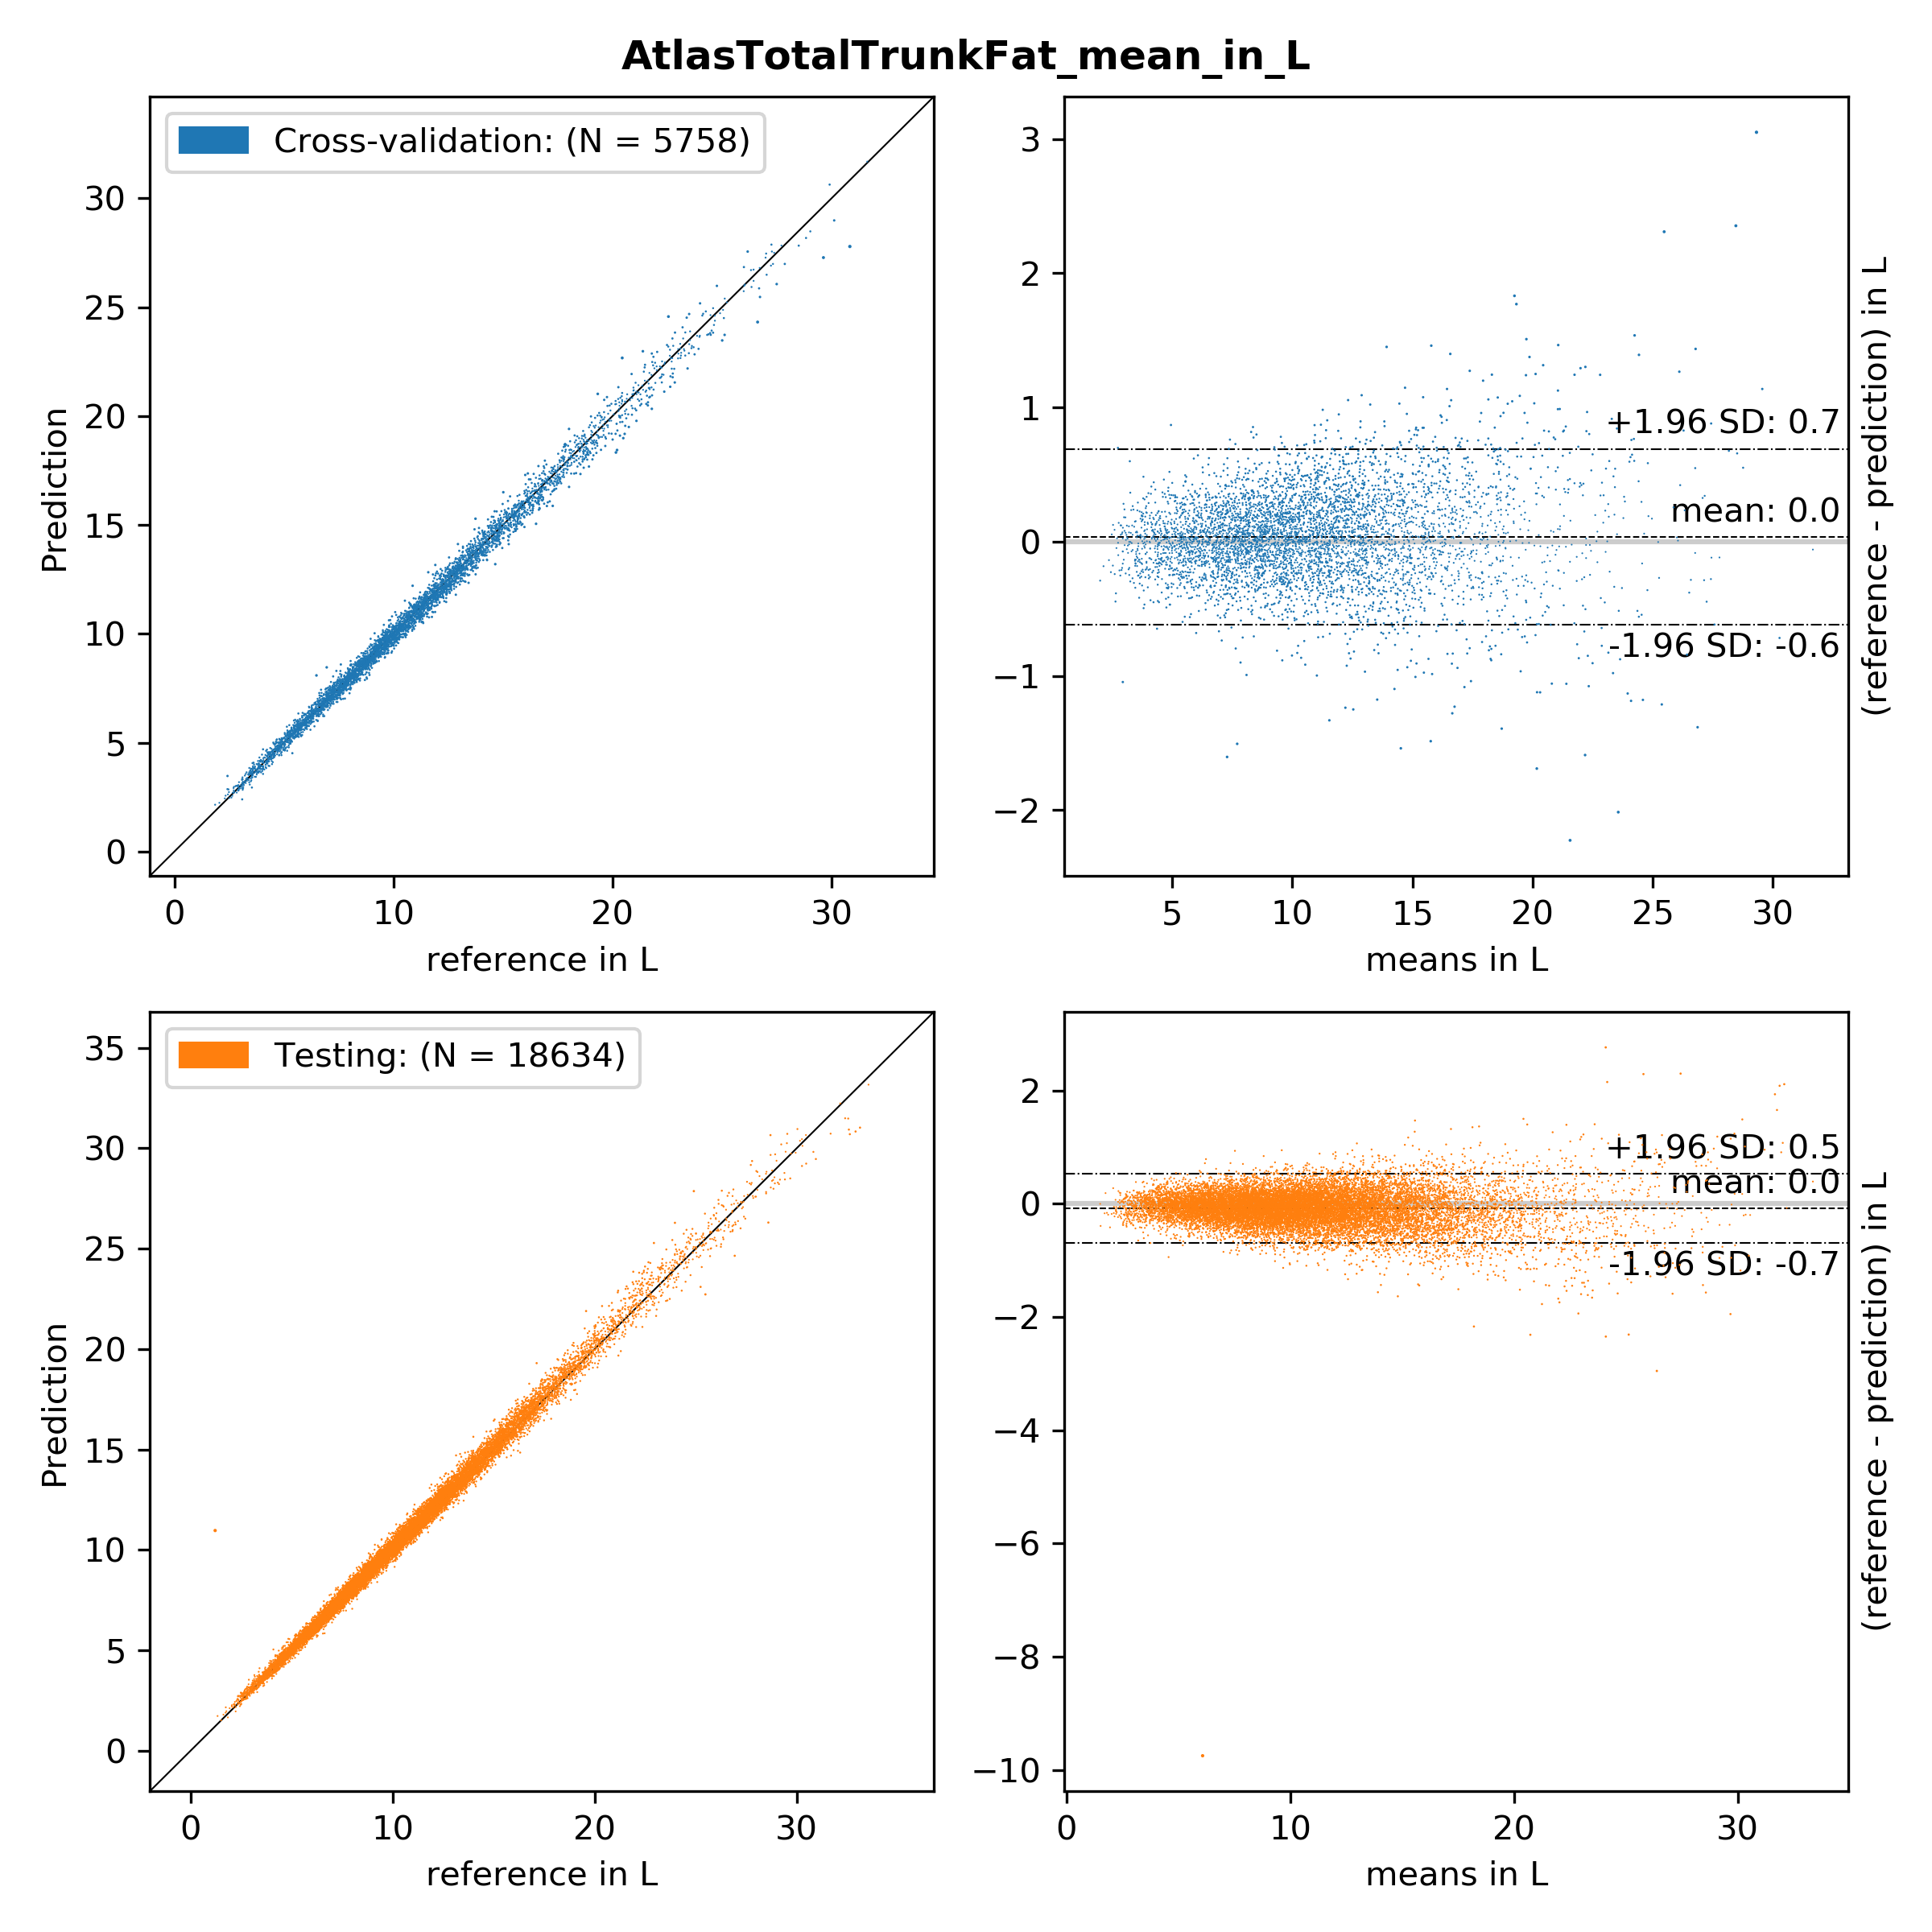 AtlasTotalTrunkFat_mean_in_L
Cross-validation: (N = 5758)
30
25
20
15
10
5
0
Prediction
0 10 20 30
reference in L
3
2
1
0
−1
−2
+1.96 SD: 0.7
mean: 0.0
-1.96 SD: -0.6
(reference - prediction) in L
5 10 15 20 25 30
means in L
Testing: (N = 18634)
35
30
25
20
15
10
5
0
Prediction
0 10 20 30
reference in L
2
0
−2
−4
−6
−8
−10
+1.96 SD: 0.5
mean: 0.0
-1.96 SD: -0.7
(reference - prediction) in L
0 10 20 30
means in L